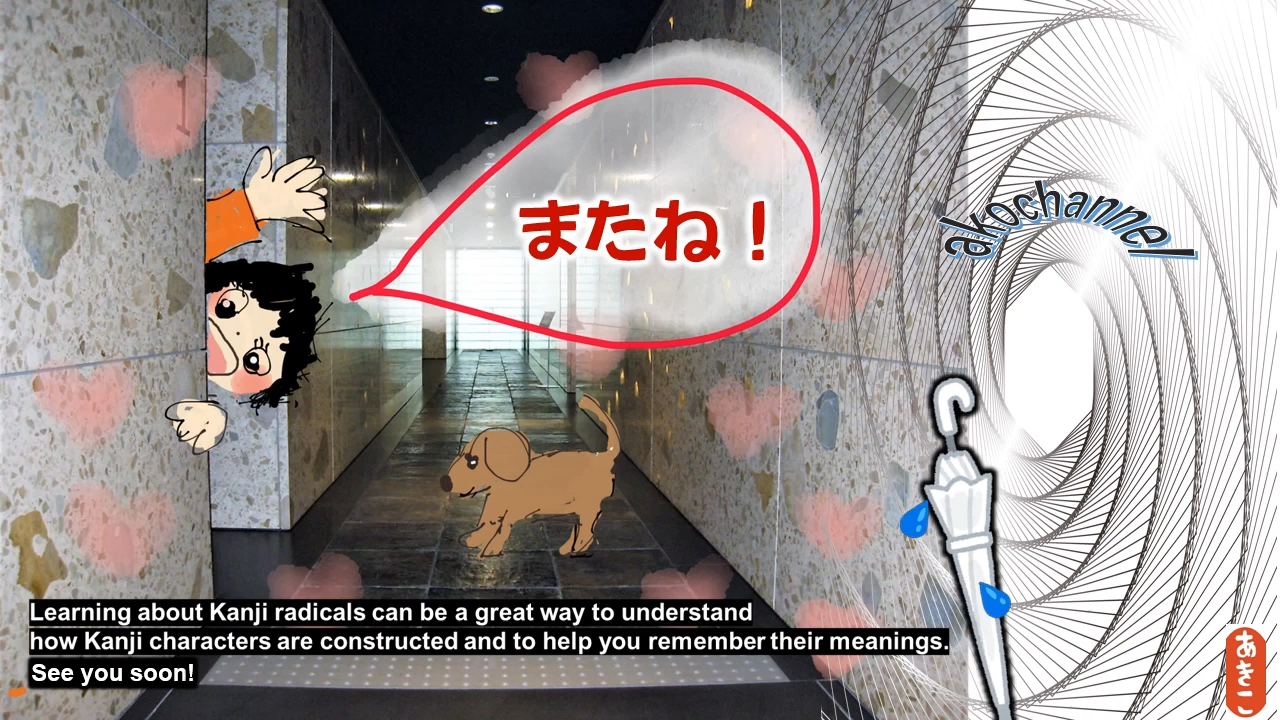 またね！
akochannel
Learning about Kanji radicals can be a great way to understand
how Kanji characters are constructed and to help you remember their meanings.
See you soon!
あきこ